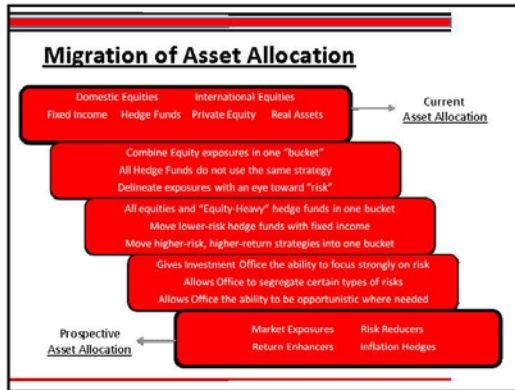 Migration of Asset Allocation
Domestic Equities International Equities
Fixed Income Hedge Funds Private Equity Real Assets
Current
Asset Allocation
Combine Equity exposures in one “bucket”
All Hedge Funds do not use the same strategy
Delineate exposures with an eye toward “risk”
All equities and “Equity-Heavy” hedge funds in one bucket
Move lower-risk hedge funds with fixed income
Move higher-risk, higher-return strategies into one bucket
Gives Investment Office the ability to focus strongly on risk
Allows Office to segregate certain types of risks
Allows Office the ability to be opportunistic where needed
Prospective
Asset Allocation
Market Exposures Risk Reducers
Return Enhancers Inflation Hedges